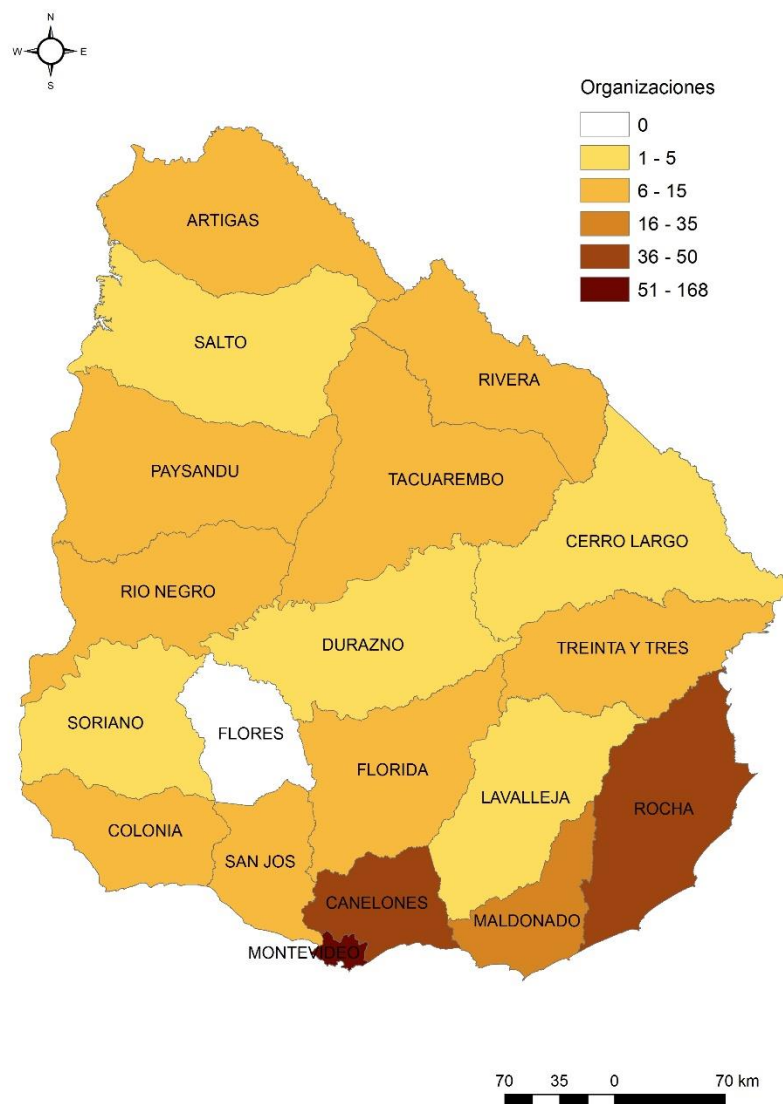 N
W E
S
Organizaciones
0
1 - 5
6 - 15
16 - 35
36 - 50
51 - 168
ARTIGAS
SALTO
RIVERA
PAYSANDU
TACUAREMBO
CERRO LARGO
RIO NEGRO
DURAZNO
TREINTA Y TRES
SORIANO
FLORES
FLORIDA
LAVALLEJA
ROCHA
COLONIA
SAN JOS
CANELONES
MALDONADO
MONTEVIDEO
70 35 0 70 km